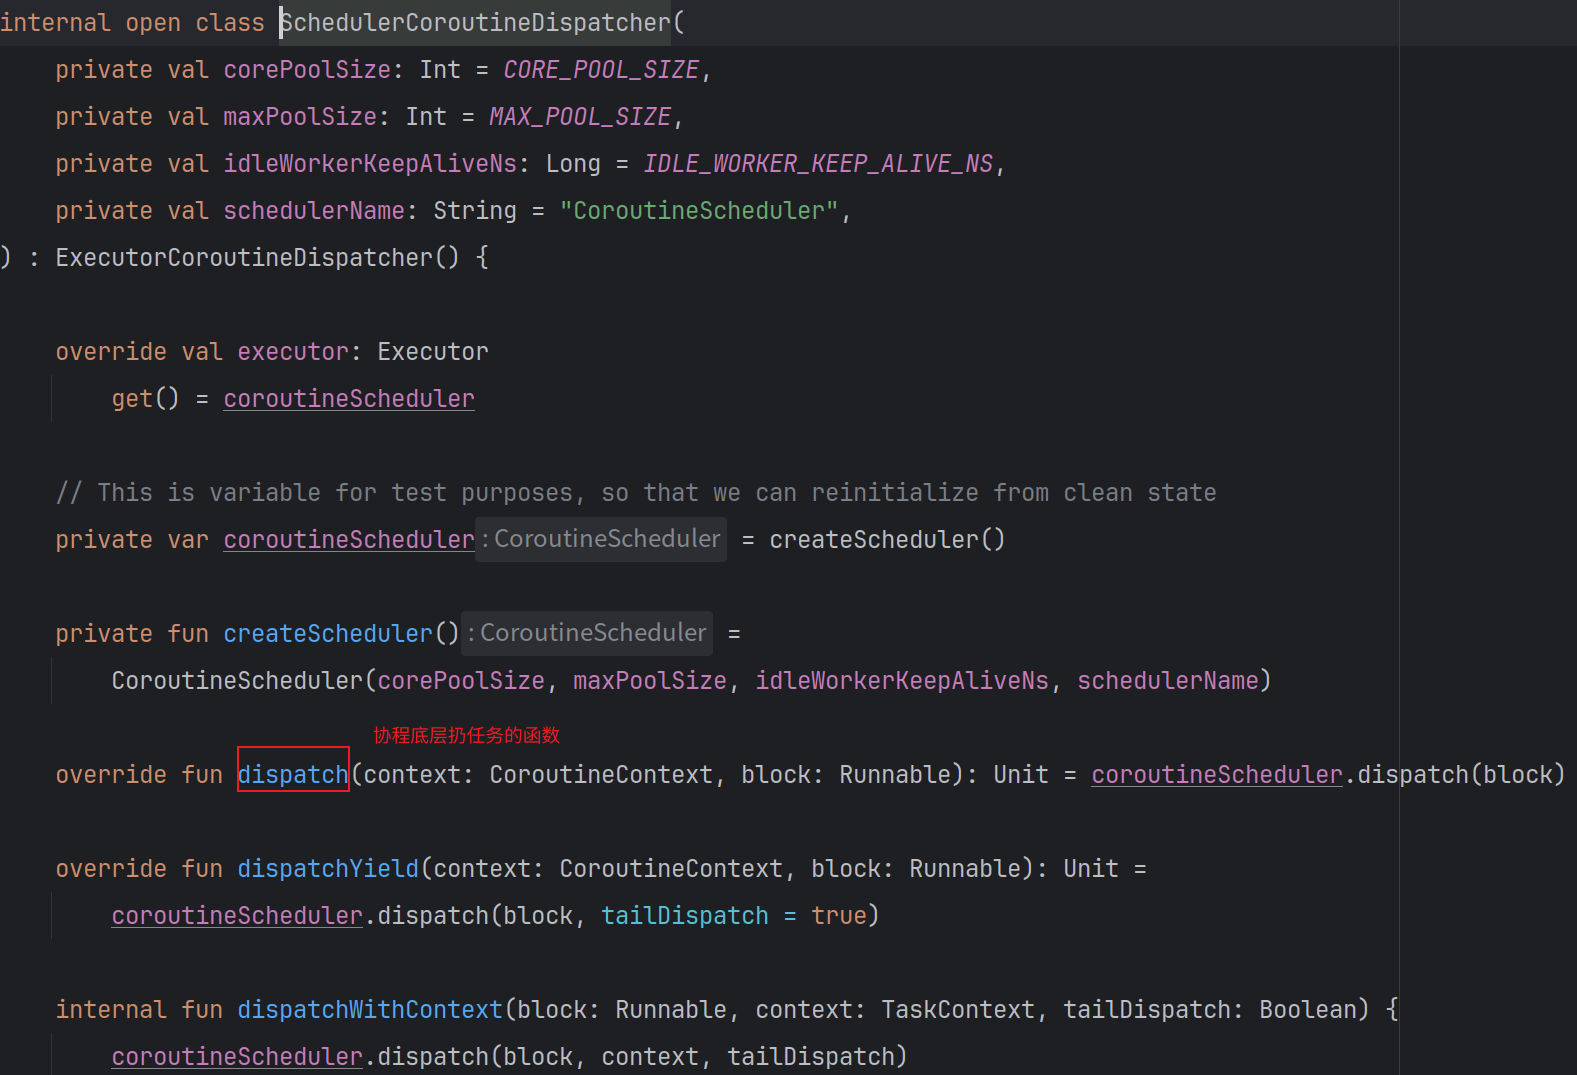 internal open class SchedulerCoroutineDispatcher(
    private val corePoolSize: Int = CORE_POOL_SIZE,
    private val maxPoolSize: Int = MAX_POOL_SIZE,
    private val idleWorkerKeepAliveNs: Long = IDLE_WORKER_KEEP_ALIVE_NS,
    private val schedulerName: String = "CoroutineScheduler",
) : ExecutorCoroutineDispatcher() {
    override val executor: Executor
        get() = coroutineScheduler
    // This is variable for test purposes, so that we can reinitialize from clean state
    private var coroutineScheduler : CoroutineScheduler = createScheduler()
    private fun createScheduler() : CoroutineScheduler =
        CoroutineScheduler(corePoolSize, maxPoolSize, idleWorkerKeepAliveNs, schedulerName)
协程底层扔任务的函数
    override fun dispatch(context: CoroutineContext, block: Runnable): Unit = coroutineScheduler.dispatch(block)
    override fun dispatchYield(context: CoroutineContext, block: Runnable): Unit =
        coroutineScheduler.dispatch(block, tailDispatch = true)
    internal fun dispatchWithContext(block: Runnable, context: TaskContext, tailDispatch: Boolean) {
        coroutineScheduler.dispatch(block, context, tailDispatch)